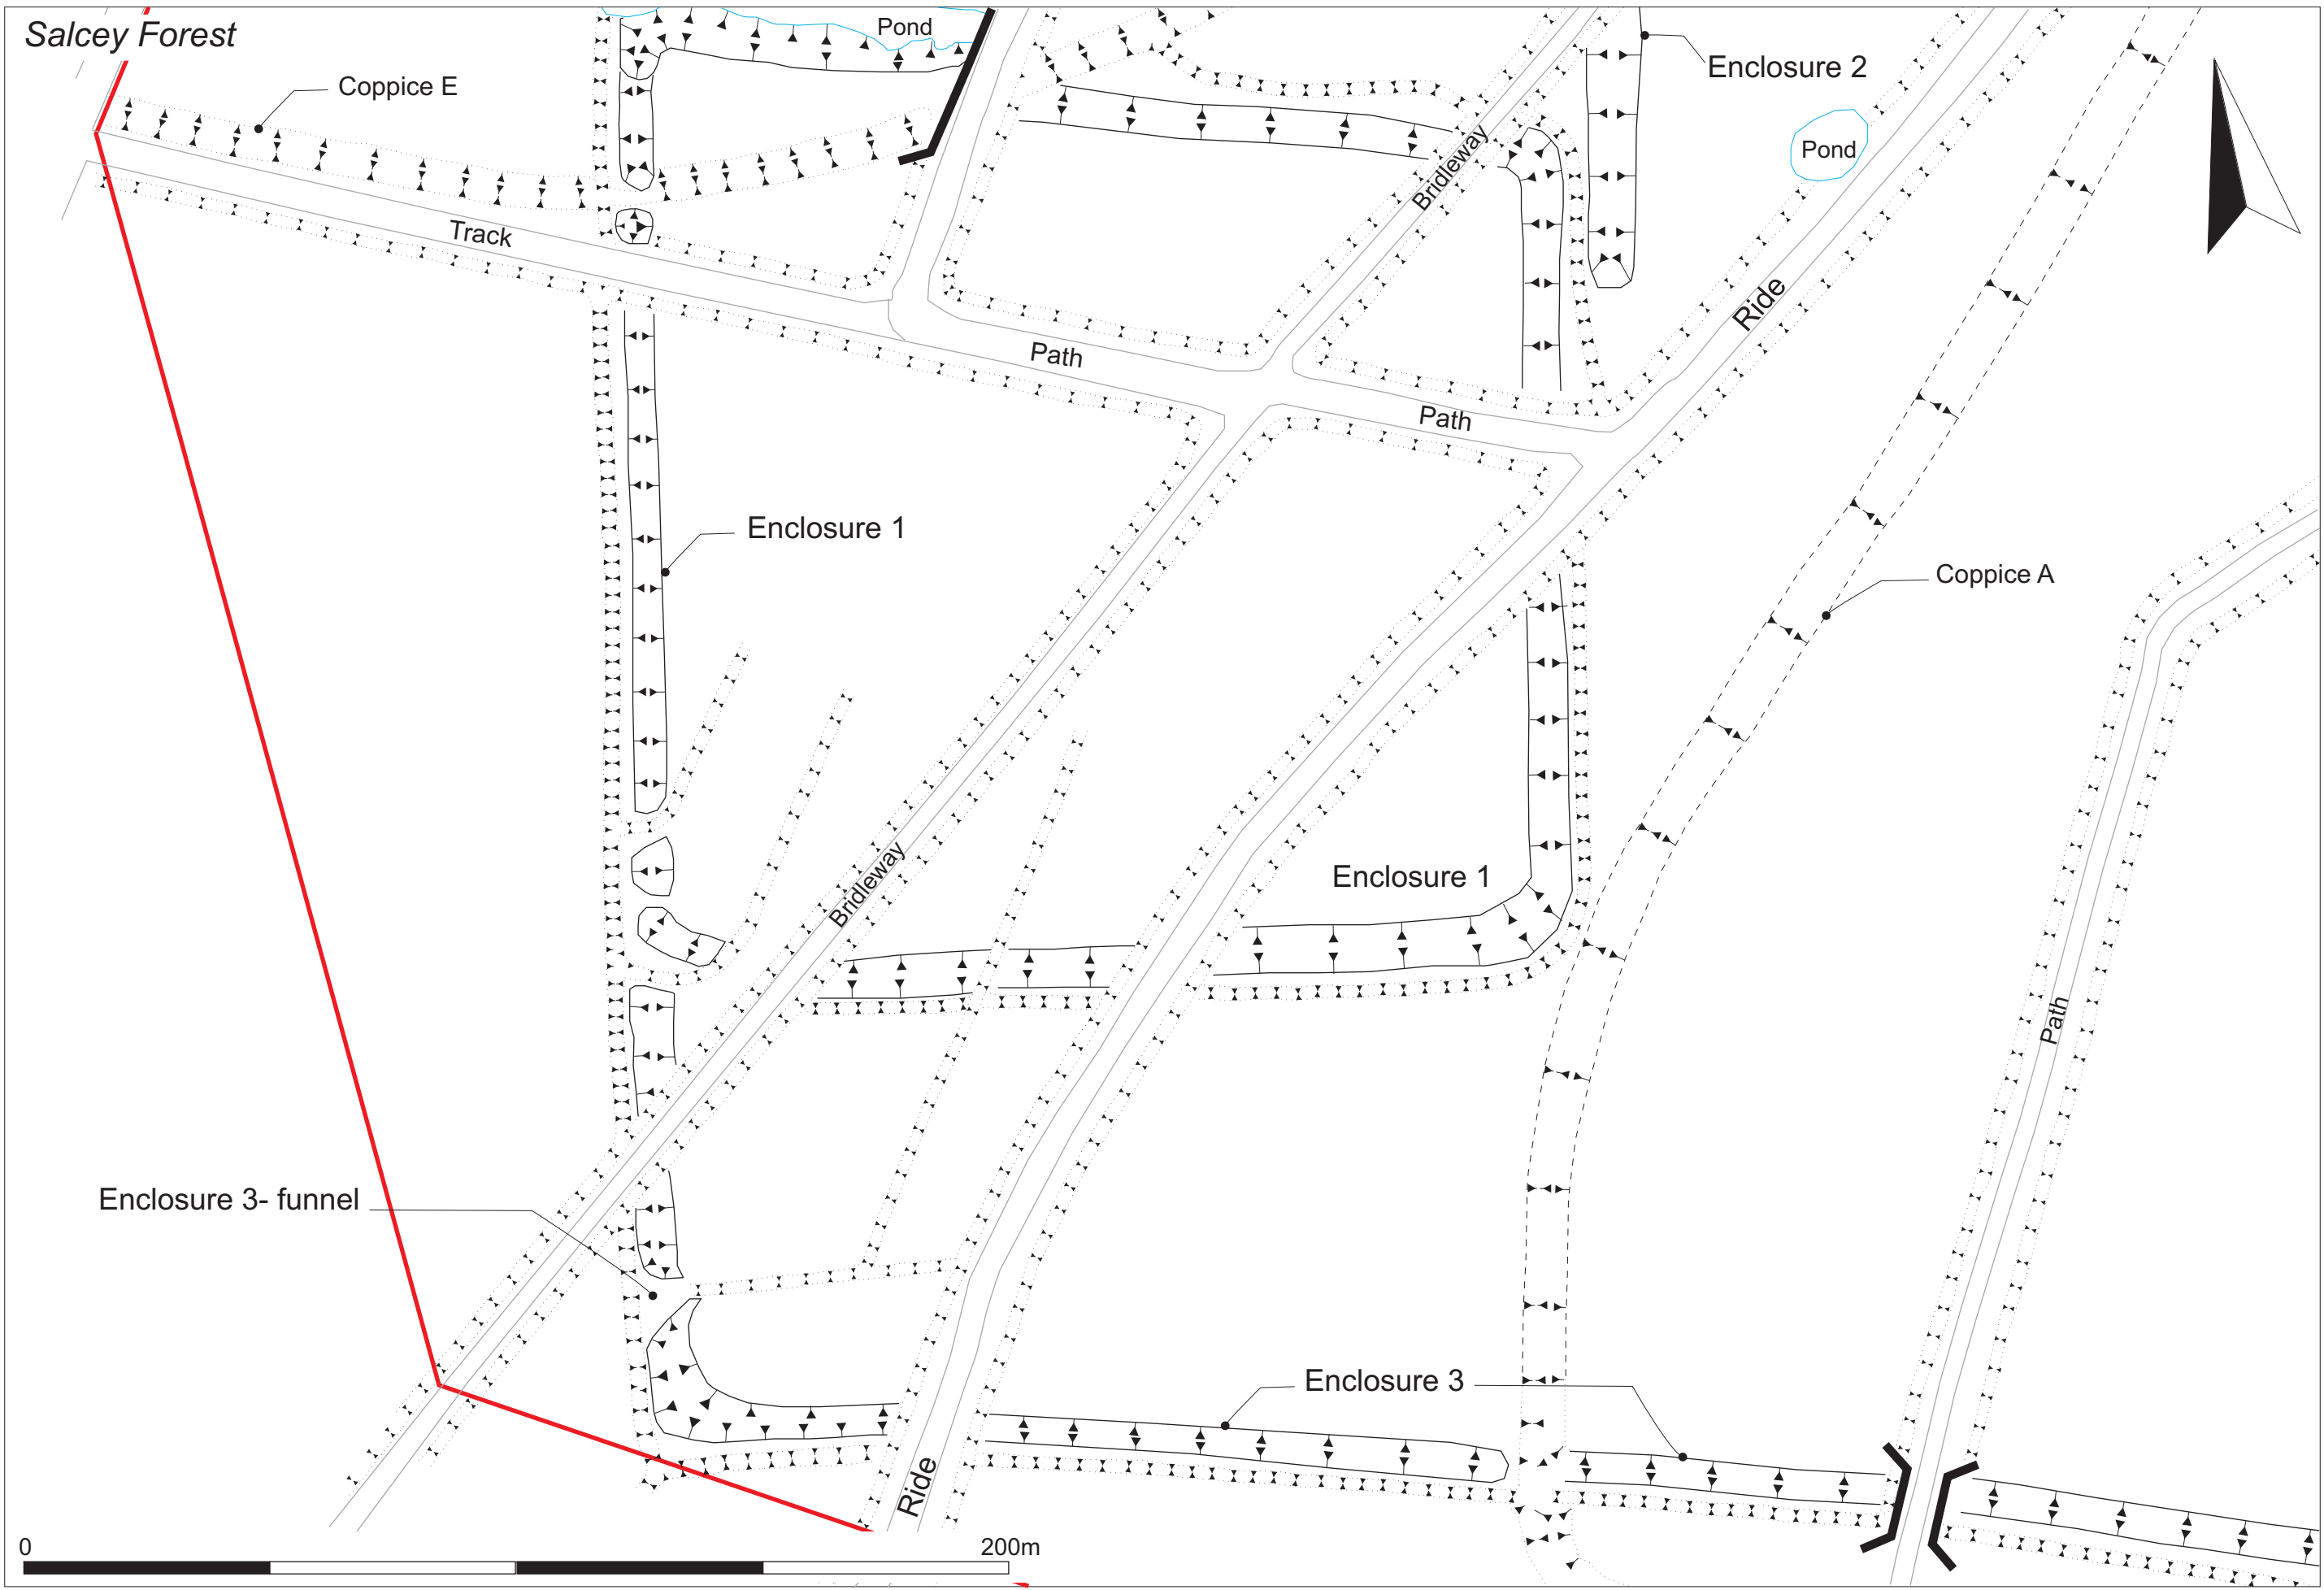 Salcey Forest
Pond
Enclosure 2
Coppice E
Pond
Bridleway
Track
Ride
Path
Path
Enclosure 1
Coppice A
Enclosure 1
Bridleway
Path
Enclosure 3- funnel
Enclosure 3
Ride
0
200m